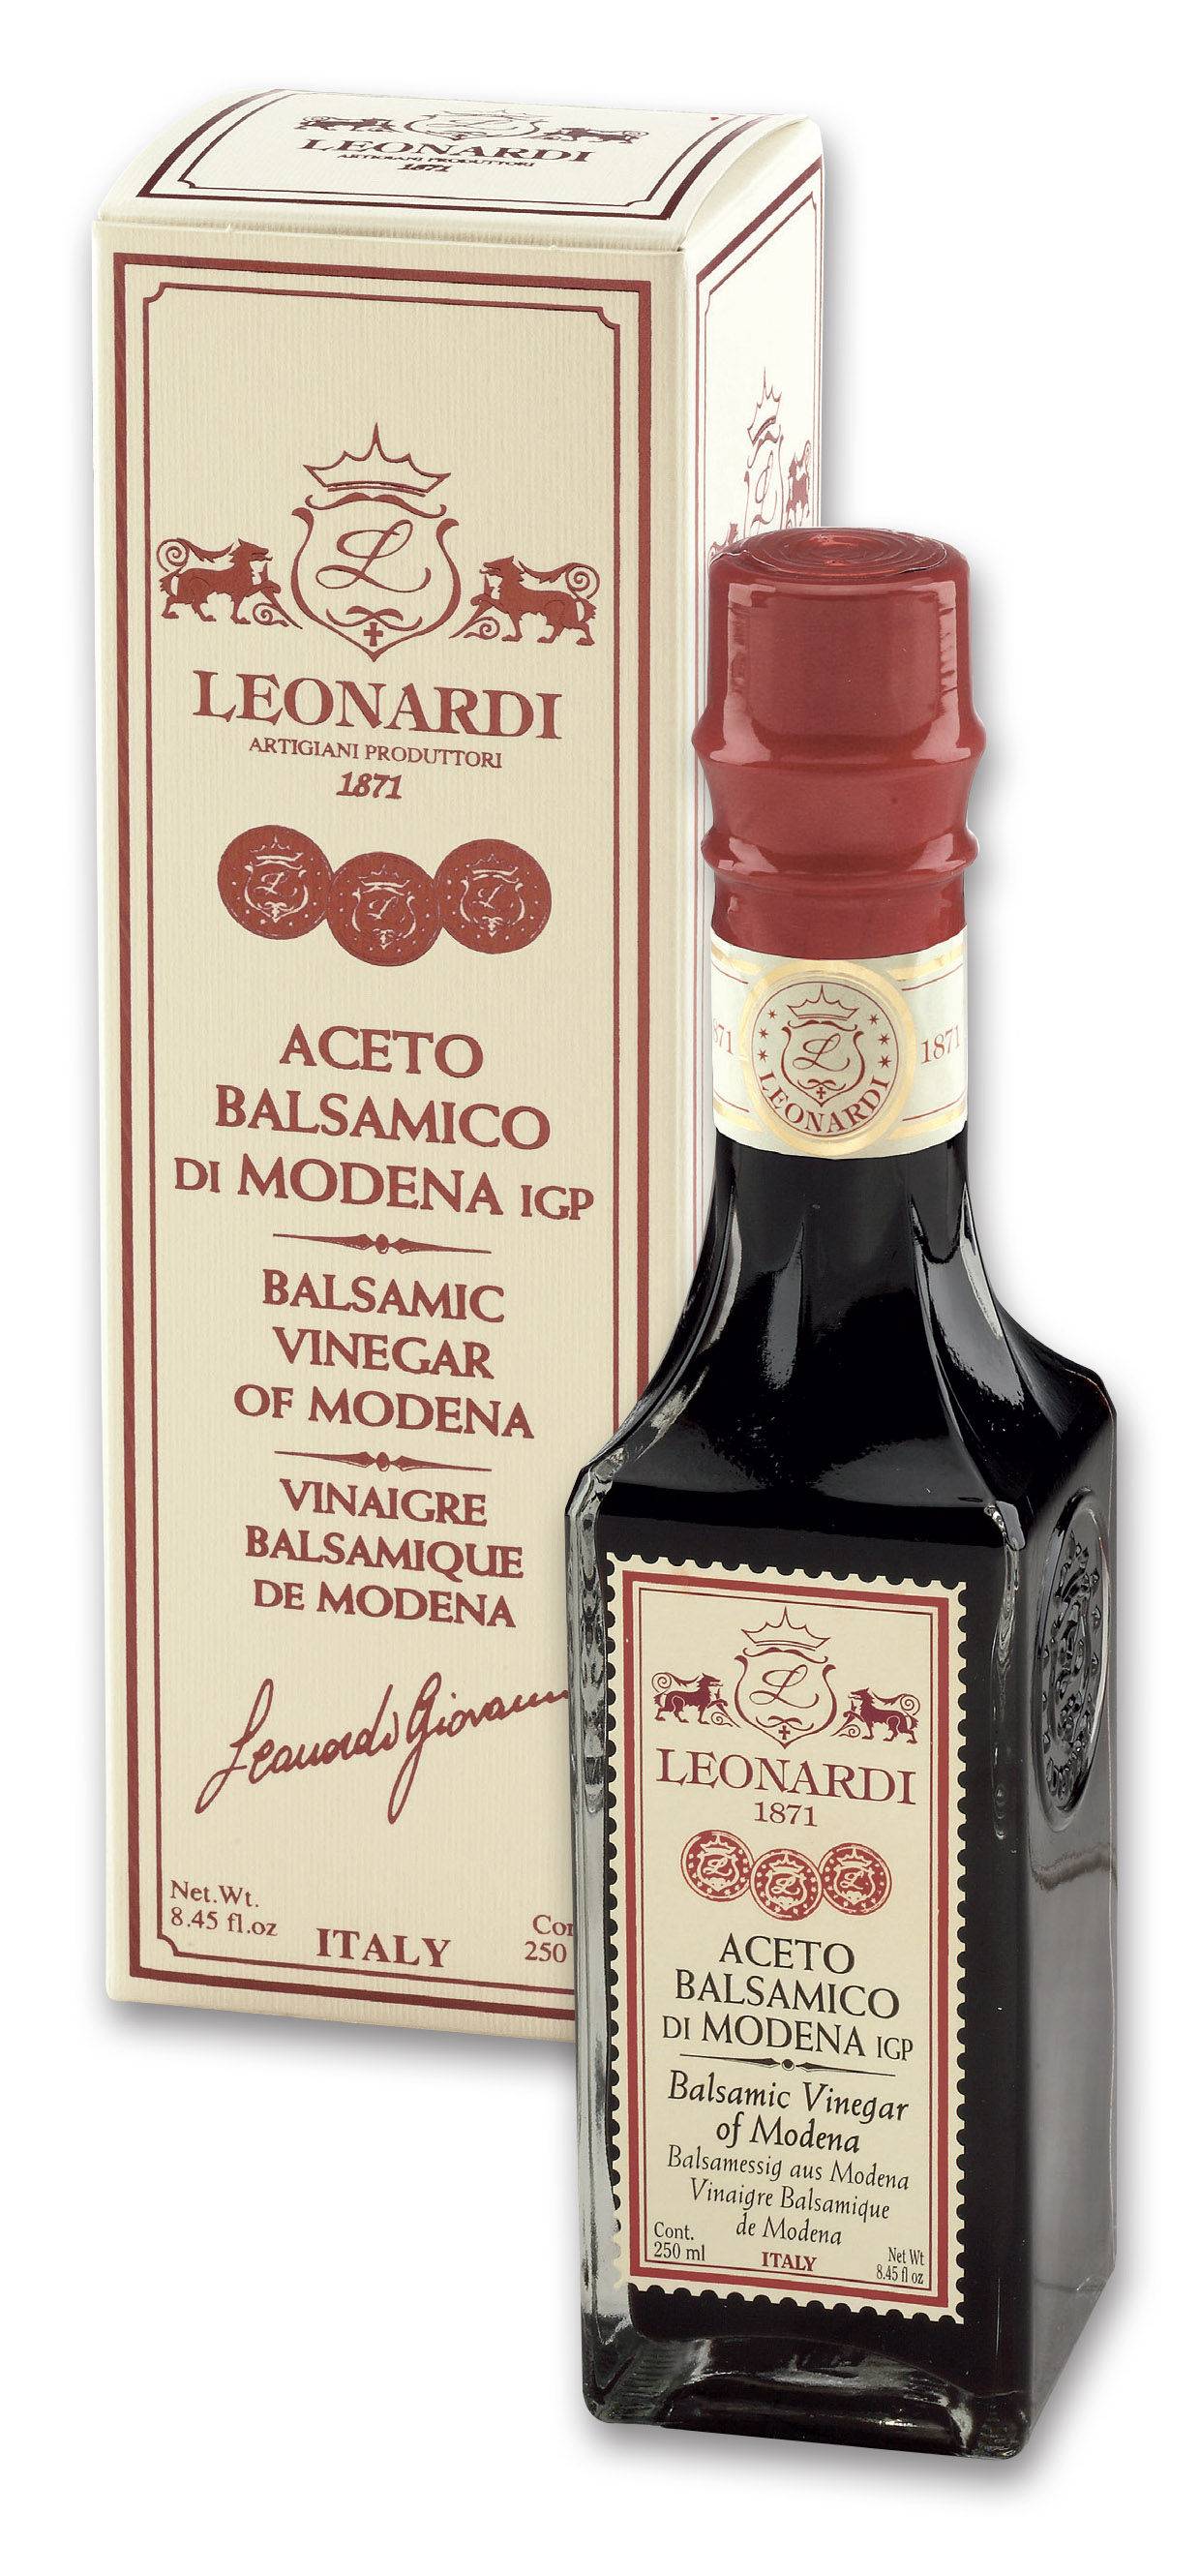 LEONARDI
ARTIGIANI PRODUTTORI
1871
L
LEONARDI
ARTIGIANI PRODUTTORI
1871
ACETO
BALSAMICO
DI MODENA IGP
BALSAMIC
VINEGAR
OF MODENA
VINAIGRE
BALSAMIQUE
DE MODENA
Leonardi Giovanni
Net.Wt.
8.45 fl.oz
ITALY
250
L
LEONARDI
1871
L
LEONARDI
1871
ACETO
BALSAMICO
DI MODENA IGP
Balsamic Vinegar
of Modena
Balsamessig aus Modena
Vinaigre Balsamique
de Modena
Cont.
250 ml
ITALY
Net Wt
8.45 fl oz